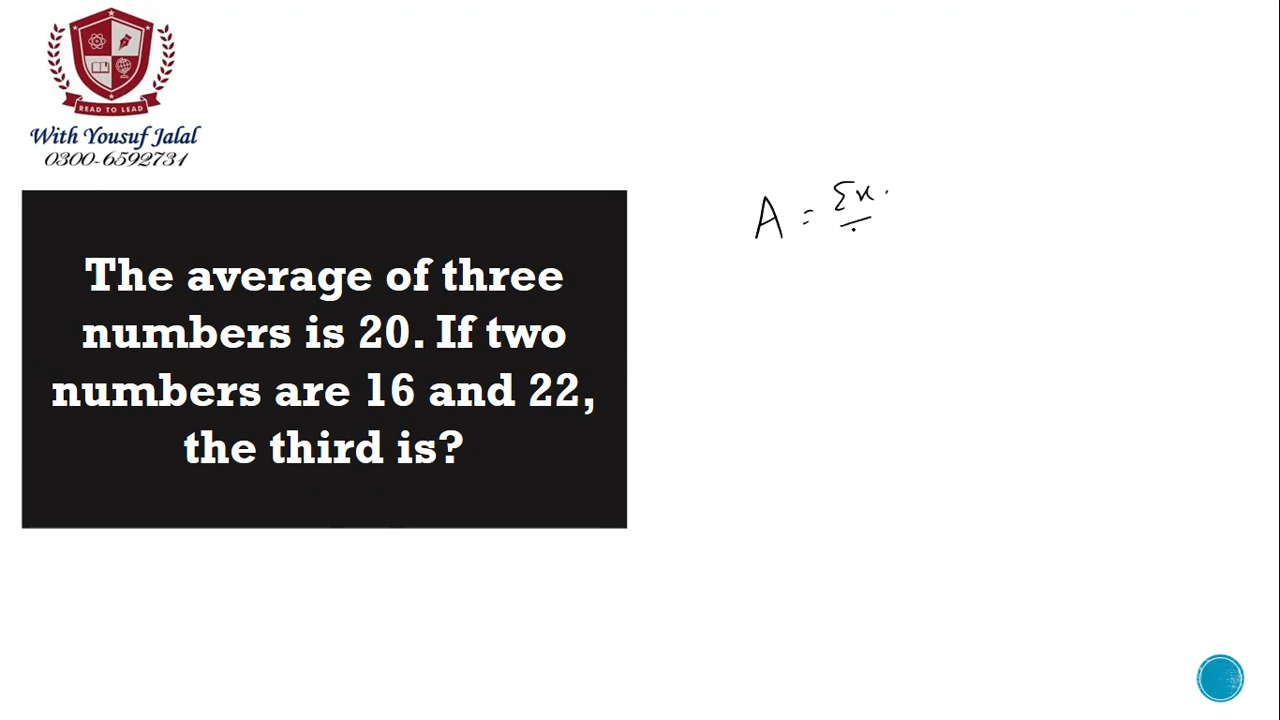 READ TO LEAD
With Yousuf Jalal
0300-6592731
The average of three
numbers is 20. If two
numbers are 16 and 22,
the third is?
A = Σx